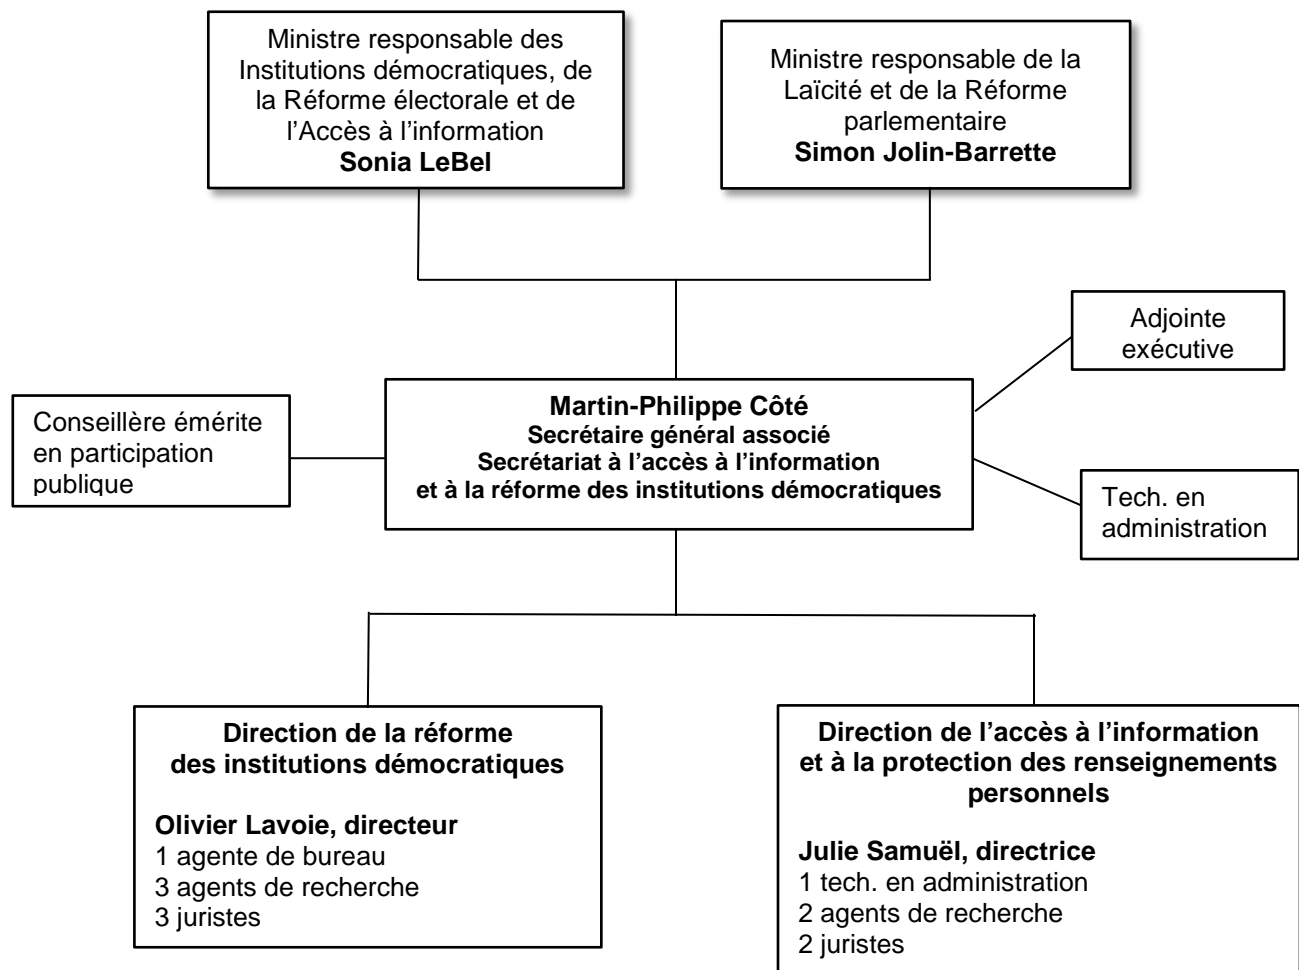 Ministre responsable des
Institutions démocratiques, de
la Réforme électorale et de
l’Accès à l’information
Sonia LeBel
Ministre responsable de la
Laïcité et de la Réforme
parlementaire
Simon Jolin-Barrette
Adjointe
exécutive
Conseillère émérite
en participation
publique
Martin-Philippe Côté
Secrétaire général associé
Secrétariat à l’accès à l’information
et à la réforme des institutions démocratiques
Tech. en
administration
Direction de la réforme
des institutions démocratiques
Olivier Lavoie, directeur
1 agente de bureau
3 agents de recherche
3 juristes
Direction de l’accès à l’information
et à la protection des renseignements
personnels
Julie Samuël, directrice
1 tech. en administration
2 agents de recherche
2 juristes